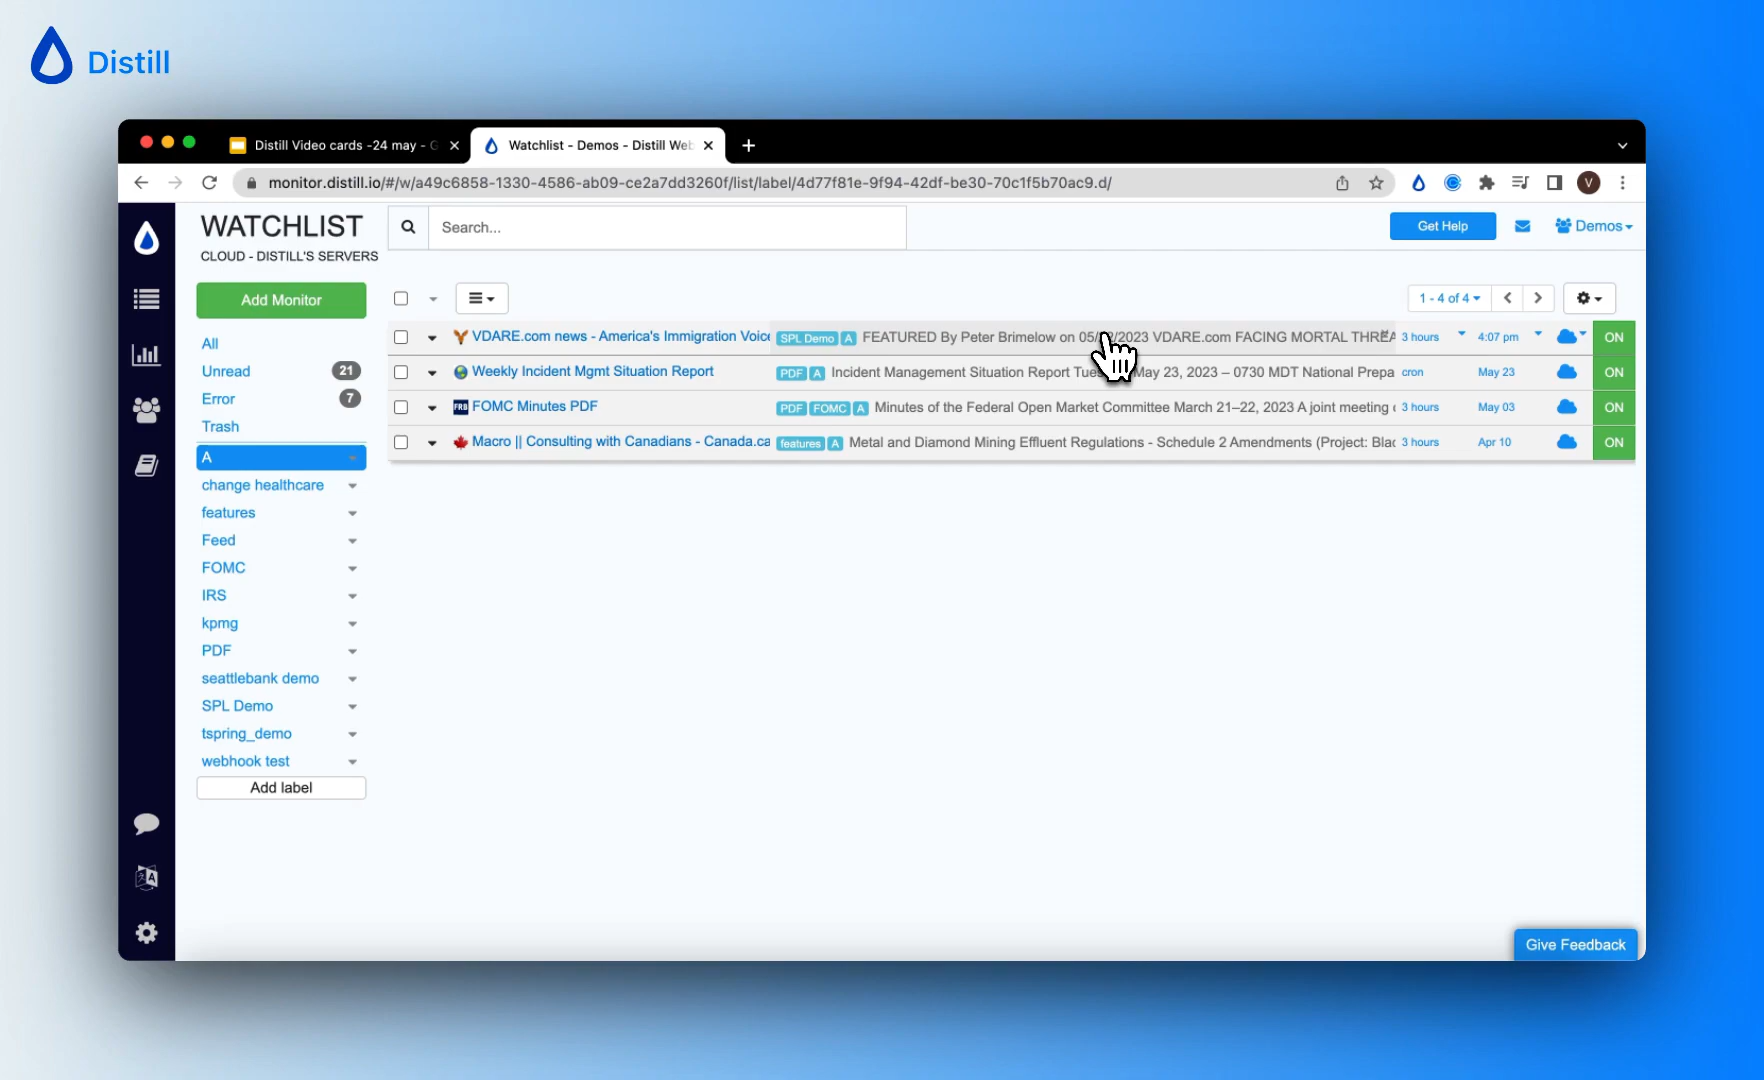 Distill
Distill Video cards -24 may - G
Watchlist - Demos - Distill Web
monitor.distill.io/#/w/a49c6858-1330-4586-ab09-ce2a7dd3260f/list/label/4d77f81e-9f94-42df-be30-70c1f5b70ac9.d/
V
WATCHLIST
CLOUD - DISTILL'S SERVERS
Search...
Get Help
Demos
Add Monitor
1 - 4 of 4
All
Unread 21
Error 7
Trash
A
change healthcare
features
Feed
FOMC
IRS
kpmg
PDF
seattlebank demo
SPL Demo
tspring_demo
webhook test
Add label
VDARE.com news - America's Immigration Voice SPL Demo A FEATURED By Peter Brimelow on 05/ 2/2023 VDARE.com FACING MORTAL THREA 3 hours 4:07 pm ON
Weekly Incident Mgmt Situation Report PDF A Incident Management Situation Report Tues May 23, 2023 – 0730 MDT National Prepa cron May 23 ON
FRB FOMC Minutes PDF PDF FOMC A Minutes of the Federal Open Market Committee March 21–22, 2023 A joint meeting 3 hours May 03 ON
Macro || Consulting with Canadians - Canada.ca features A Metal and Diamond Mining Effluent Regulations - Schedule 2 Amendments (Project: Blac 3 hours Apr 10 ON
Give Feedback